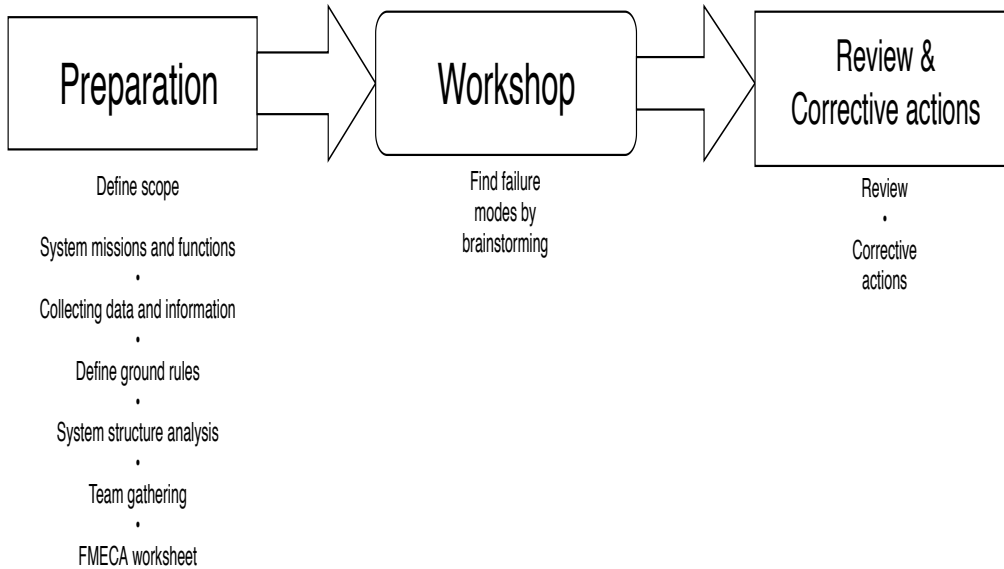 Preparation
Workshop
Review &
Corrective actions
Define scope
System missions and functions
•
Collecting data and information
•
Define ground rules
•
System structure analysis
•
Team gathering
•
FMECA worksheet
Find failure
modes by
brainstorming
Review
•
Corrective
actions